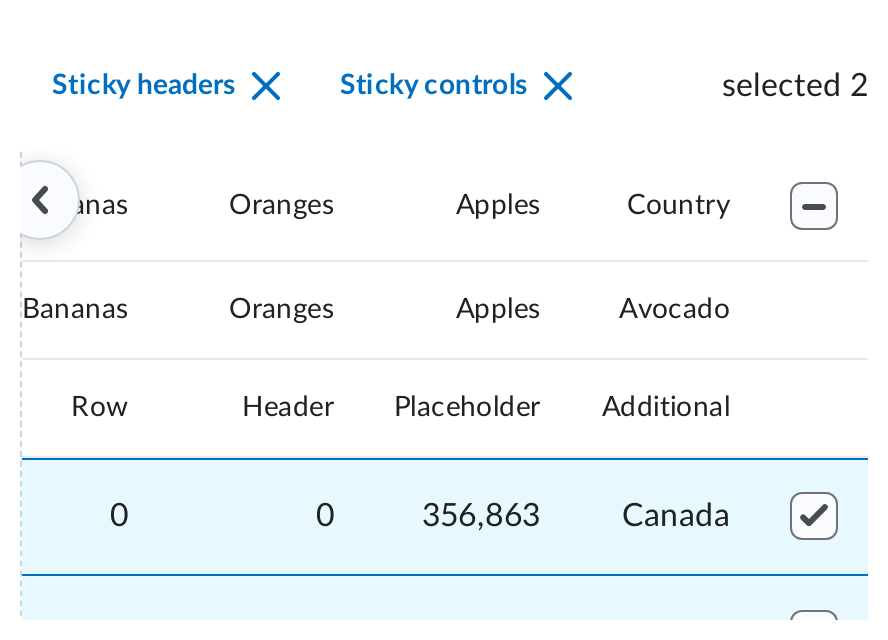 Sticky headers Sticky controls selected 2
anas Oranges Apples Country
Bananas Oranges Apples Avocado
Row Header Placeholder Additional
0 0 356,863 Canada